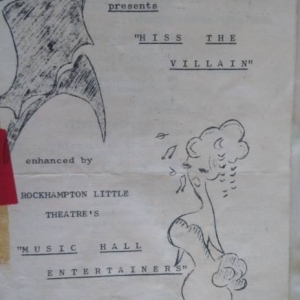 presents
"HISS THE
VILLAIN"
enhanced by
ROCKHAMPTON LITTLE
THEATRE'S
"MUSIC HALL
ENTERTAINERS"